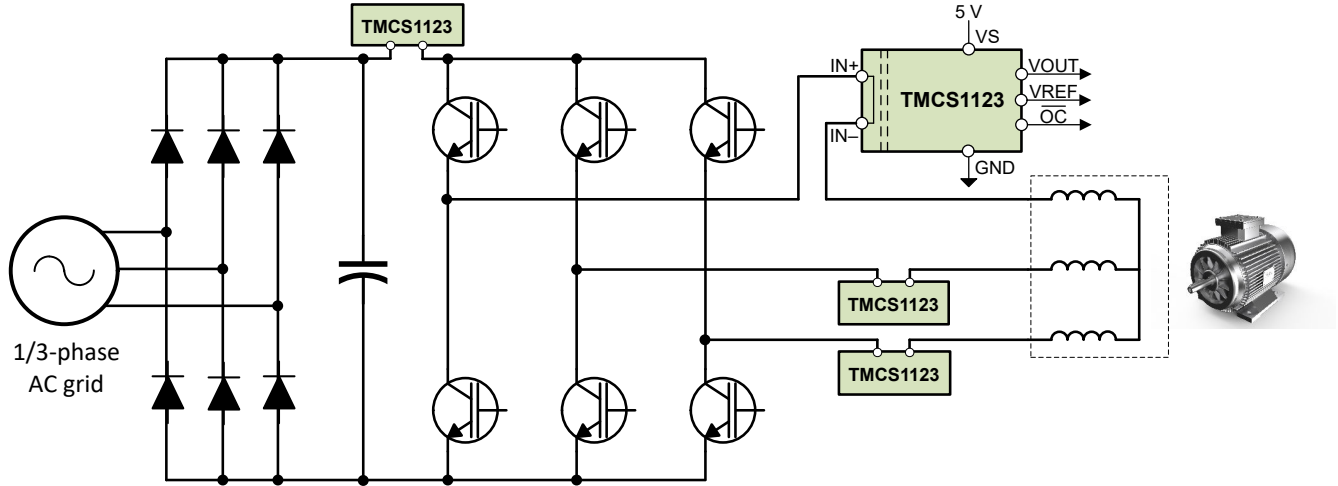 TMCS1123
5 V
VS
IN+
VOUT
TMCS1123
VREF
OC
IN–
GND
TMCS1123
1/3-phase
AC grid
TMCS1123